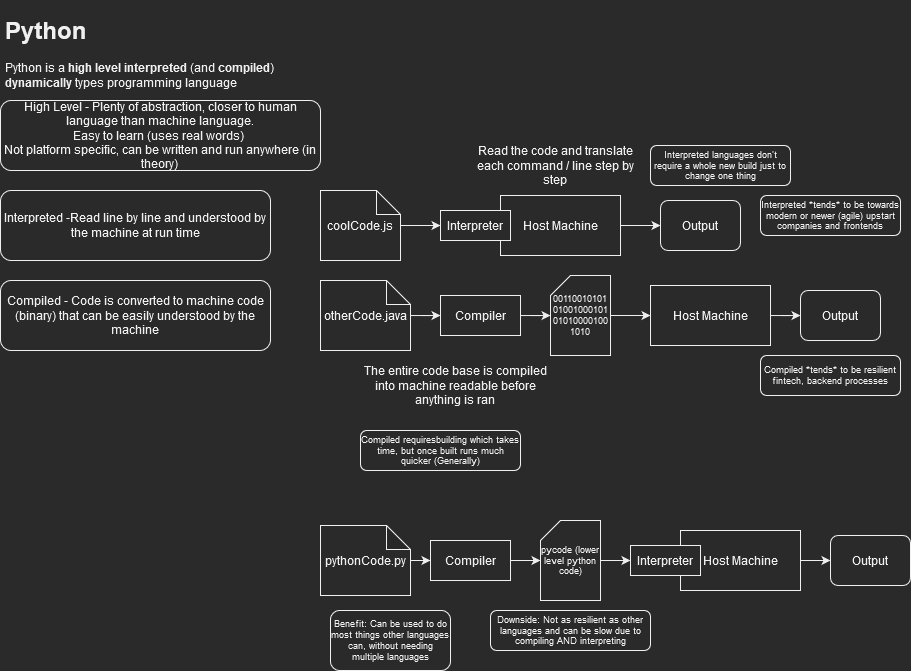 Python
Python is a high level interpreted (and compiled)
dynamically types programming language
High Level - Plenty of abstraction, closer to human
language than machine language.
Easy to learn (uses real words)
Not platform specific, can be written and run anywhere (in
theory)
Read the code and translate
each command / line step by
step
Interpreted languages don't
require a whole new build just to
change one thing
Interpreted -Read line by line and understood by
the machine at run time
coolCode.js
Interpreter
Host Machine
Output
Interpreted *tends* to be towards
modern or newer (agile) upstart
companies and frontends
Compiled - Code is converted to machine code
(binary) that can be easily understood by the
machine
otherCode.java
Compiler
00110010101
01001000101
01010000100
1010
Host Machine
Output
The entire code base is compiled
into machine readable before
anything is ran
Compiled *tends* to be resilient
fintech, backend processes
Compiled requiresbuilding which takes
time, but once built runs much
quicker (Generally)
pythonCode.py
Compiler
pycode (lower
level python
code)
Interpreter
Host Machine
Output
Benefit: Can be used to do
most things other languages
can, without needing
multiple languages
Downside: Not as resilient as other
languages and can be slow due to
compiling AND interpreting